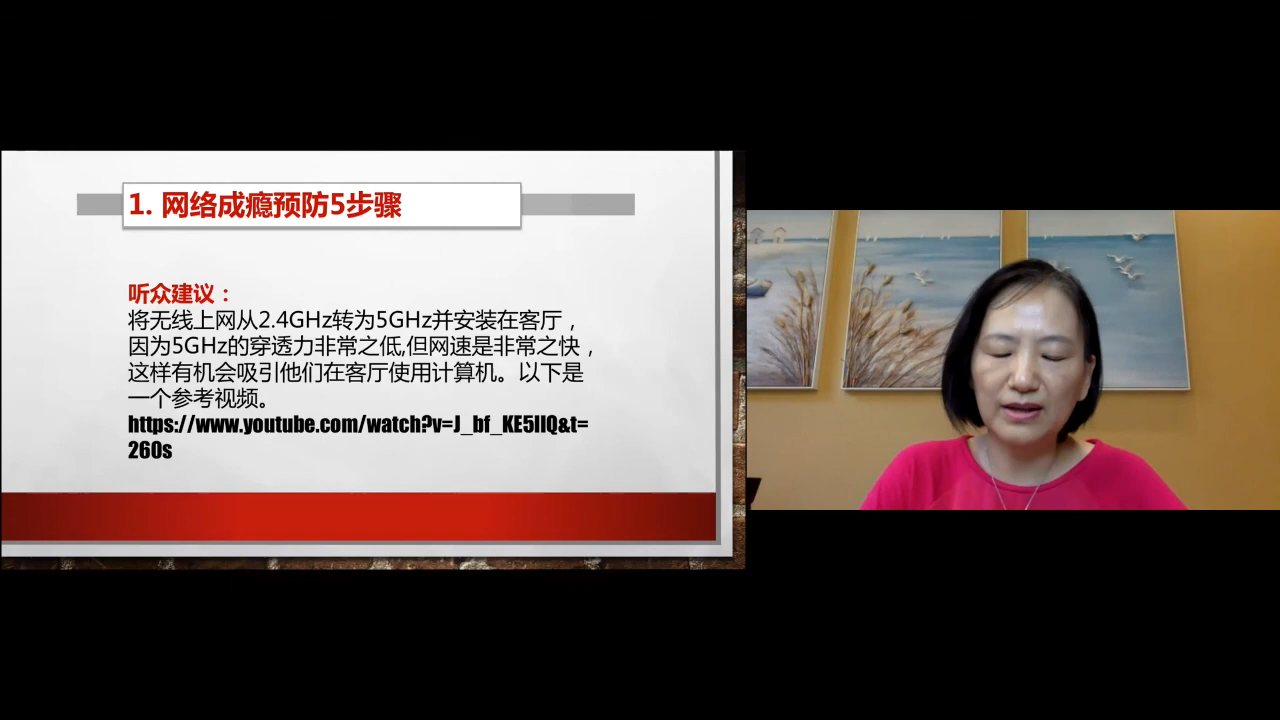 1. 网络成瘾预防5步骤
听众建议：
将无线上网从2.4GHz转为5GHz并安装在客厅，
因为5GHz的穿透力非常之低,但网速是非常之快，
这样有机会吸引他们在客厅使用计算机。以下是
一个参考视频。
https://www.youtube.com/watch?v=J_bf_KE5IlQ&t=
260s